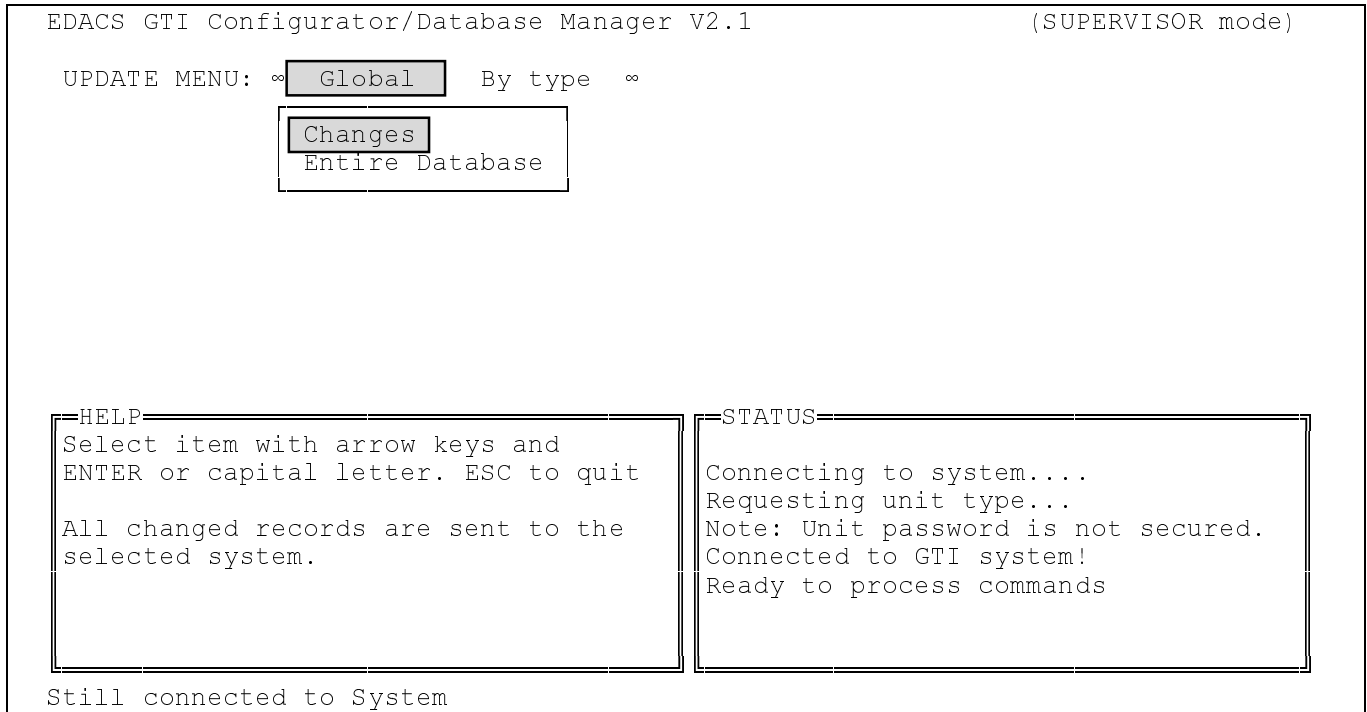 EDACS GTI Configurator/Database Manager V2.1 (SUPERVISOR mode)
UPDATE MENU: ∞ Global By type ∞
Changes
Entire Database
HELP
Select item with arrow keys and
ENTER or capital letter. ESC to quit
All changed records are sent to the
selected system.
STATUS
Connecting to system....
Requesting unit type...
Note: Unit password is not secured.
Connected to GTI system!
Ready to process commands
Still connected to System